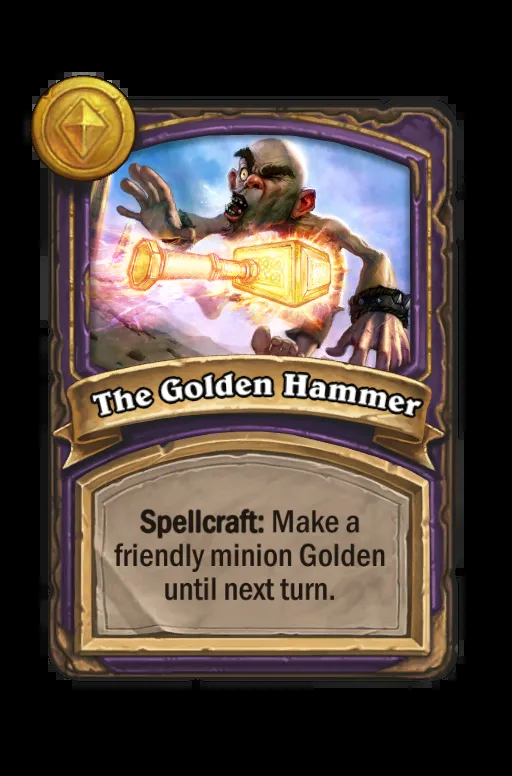 The Golden Hammer
Spellcraft: Make a
friendly minion Golden
until next turn.